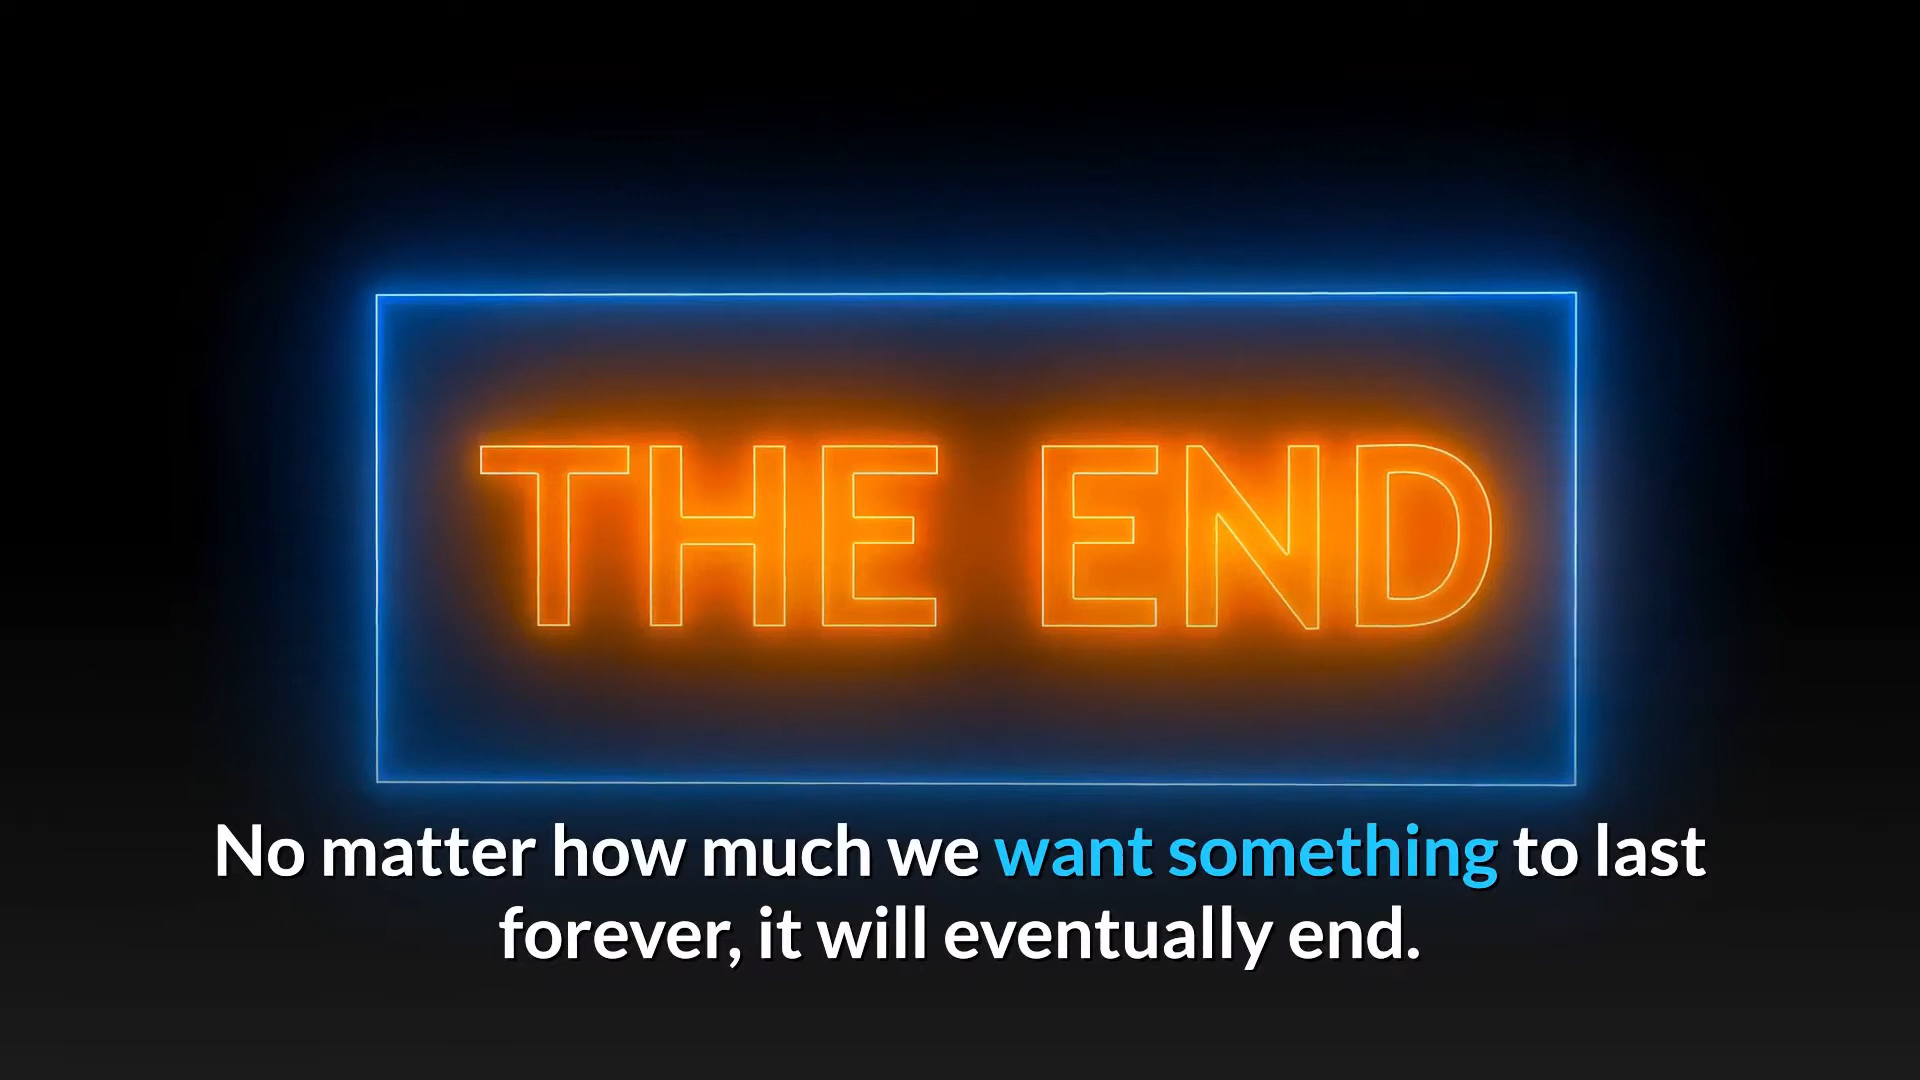 THE END
No matter how much we want something to last
forever, it will eventually end.